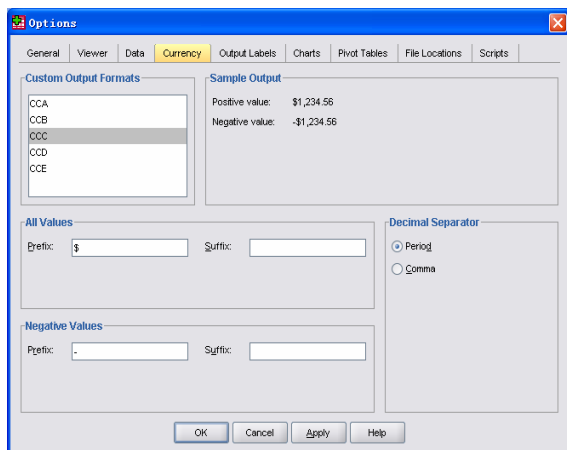 Options
General Viewer Data Currency Output Labels Charts Pivot Tables File Locations Scripts
Custom Output Formats
CCA
CCB
CCC
CCD
CCE
Sample Output
Positive value: $1,234.56
Negative value: -$1,234.56
All Values
Prefix: $ Suffix:
Decimal Separator
Period
Comma
Negative Values
Prefix: - Suffix:
OK Cancel Apply Help